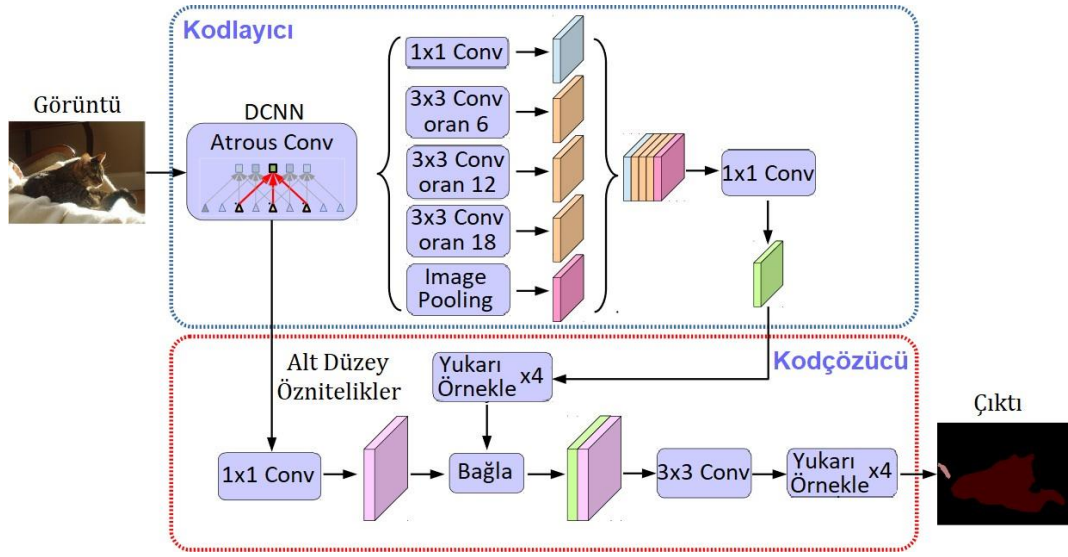 Kodlayıcı
Görüntü
DCNN
Atrous Conv
1x1 Conv
3x3 Conv
oran 6
3x3 Conv
oran 12
3x3 Conv
oran 18
Image
Pooling
1x1 Conv
Kodçözücü
Alt Düzey
Öznitelikler
Yukarı
Örnekle x4
1x1 Conv
Bağla
3x3 Conv
Yukarı
Örnekle x4
Çıktı